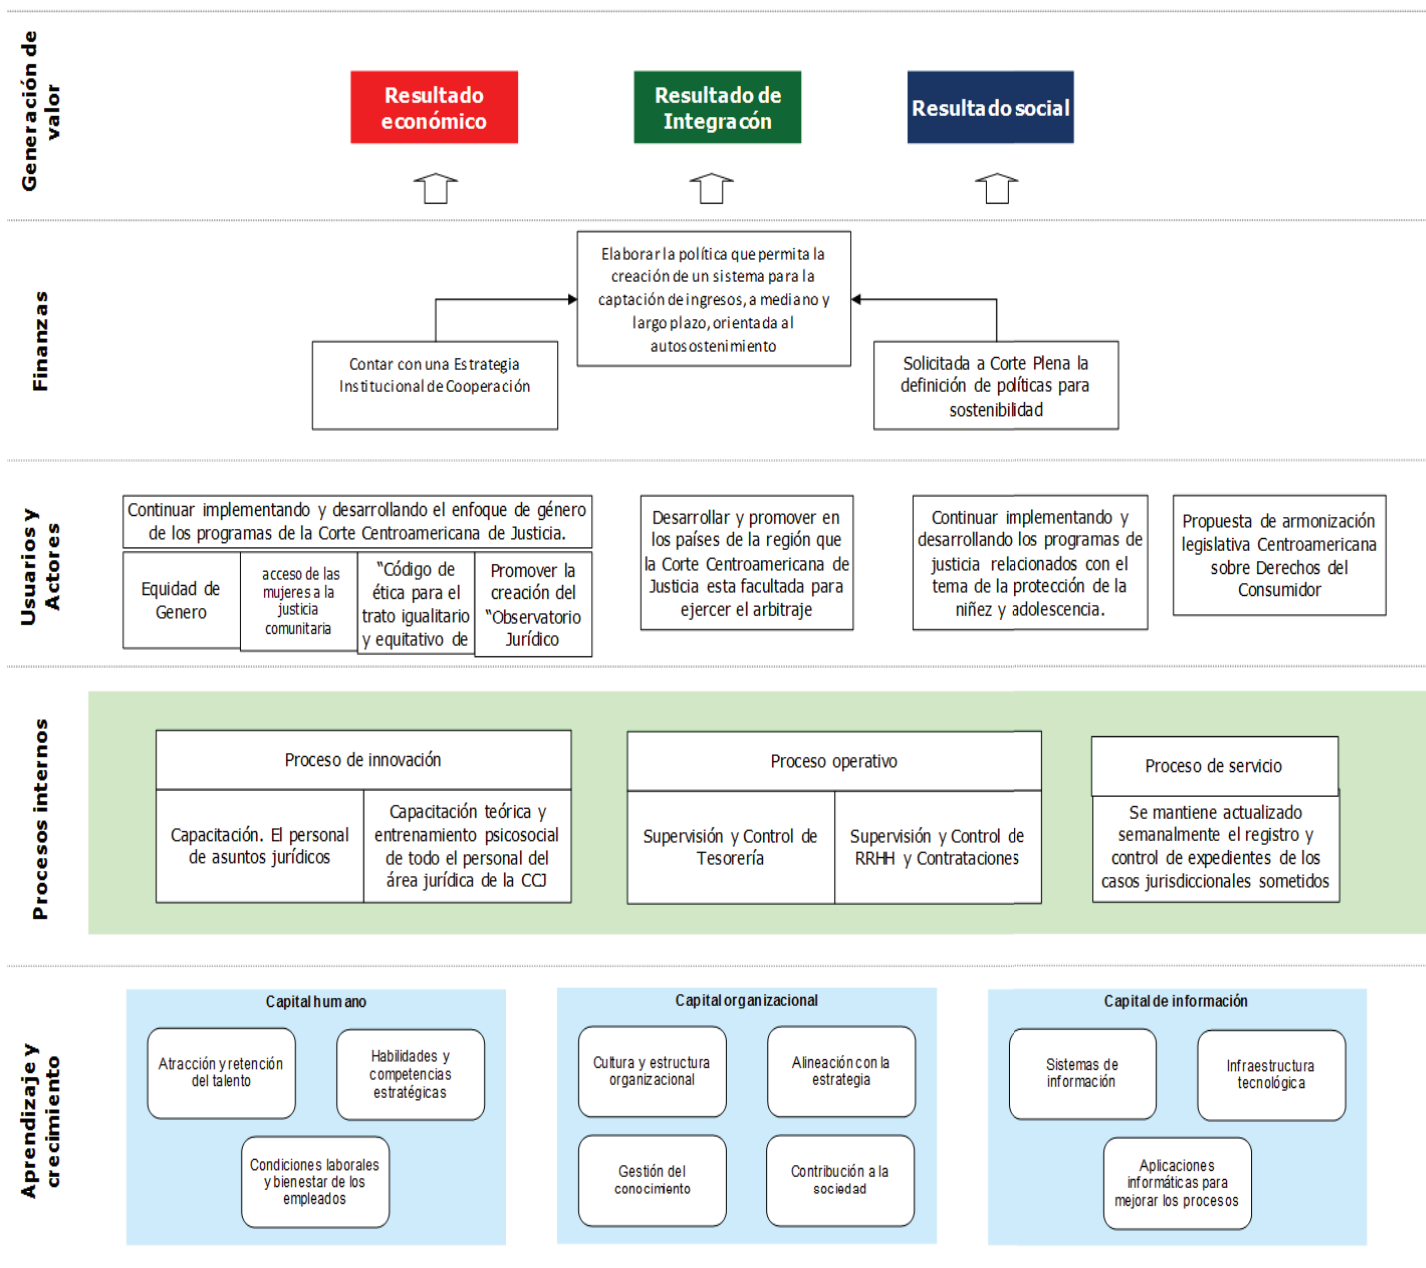 Generación de
valor
Resultado
económico
Resultado de
Integracón
Resultado social
Finanzas
Elaborar la política que permita la
creación de un sistema para la
captación de ingresos, a mediano y
largo plazo, orientada al
autosostenimiento
Contar con una Estrategia
Institucional de Cooperación
Solicitada a Corte Plena la
definición de políticas para
sostenibilidad
Usuarios y
Actores
Continuar implementando y desarrollando el enfoque de género
de los programas de la Corte Centroamericana de Justicia.
Equidad de
Genero
acceso de las
mujeres a la
justicia
comunitaria
“Código de
ética para el
trato igualitario
y equitativo de
Promover la
creación del
“Observatorio
Jurídico
Desarrollar y promover en
los países de la región que
la Corte Centroamericana de
Justicia esta facultada para
ejercer el arbitraje
Continuar implementando y
desarrollando los programas de
justicia relacionados con el
tema de la protección de la
niñez y adolescencia.
Propuesta de armonización
legislativa Centroamericana
sobre Derechos del
Consumidor
Procesos internos
Proceso de innovación
Capacitación. El personal
de asuntos jurídicos
Capacitación teórica y
entrenamiento psicosocial
de todo el personal del
área jurídica de la CCJ
Proceso operativo
Supervisión y Control de
Tesorería
Supervisión y Control de
RRHH y Contrataciones
Proceso de servicio
Se mantiene actualizado
semanalmente el registro y
control de expedientes de los
casos jurisdiccionales sometidos
Aprendizaje y
crecimiento
Capital humano
Atracción y retención
del talento
Habilidades y
competencias
estratégicas
Condiciones laborales
y bienestar de los
empleados
Capital organizacional
Cultura y estructura
organizacional
Alineación con la
estrategia
Gestión del
conocimiento
Contribución a la
sociedad
Capital de información
Sistemas de
información
Infraestructura
tecnológica
Aplicaciones
informáticas para
mejorar los procesos